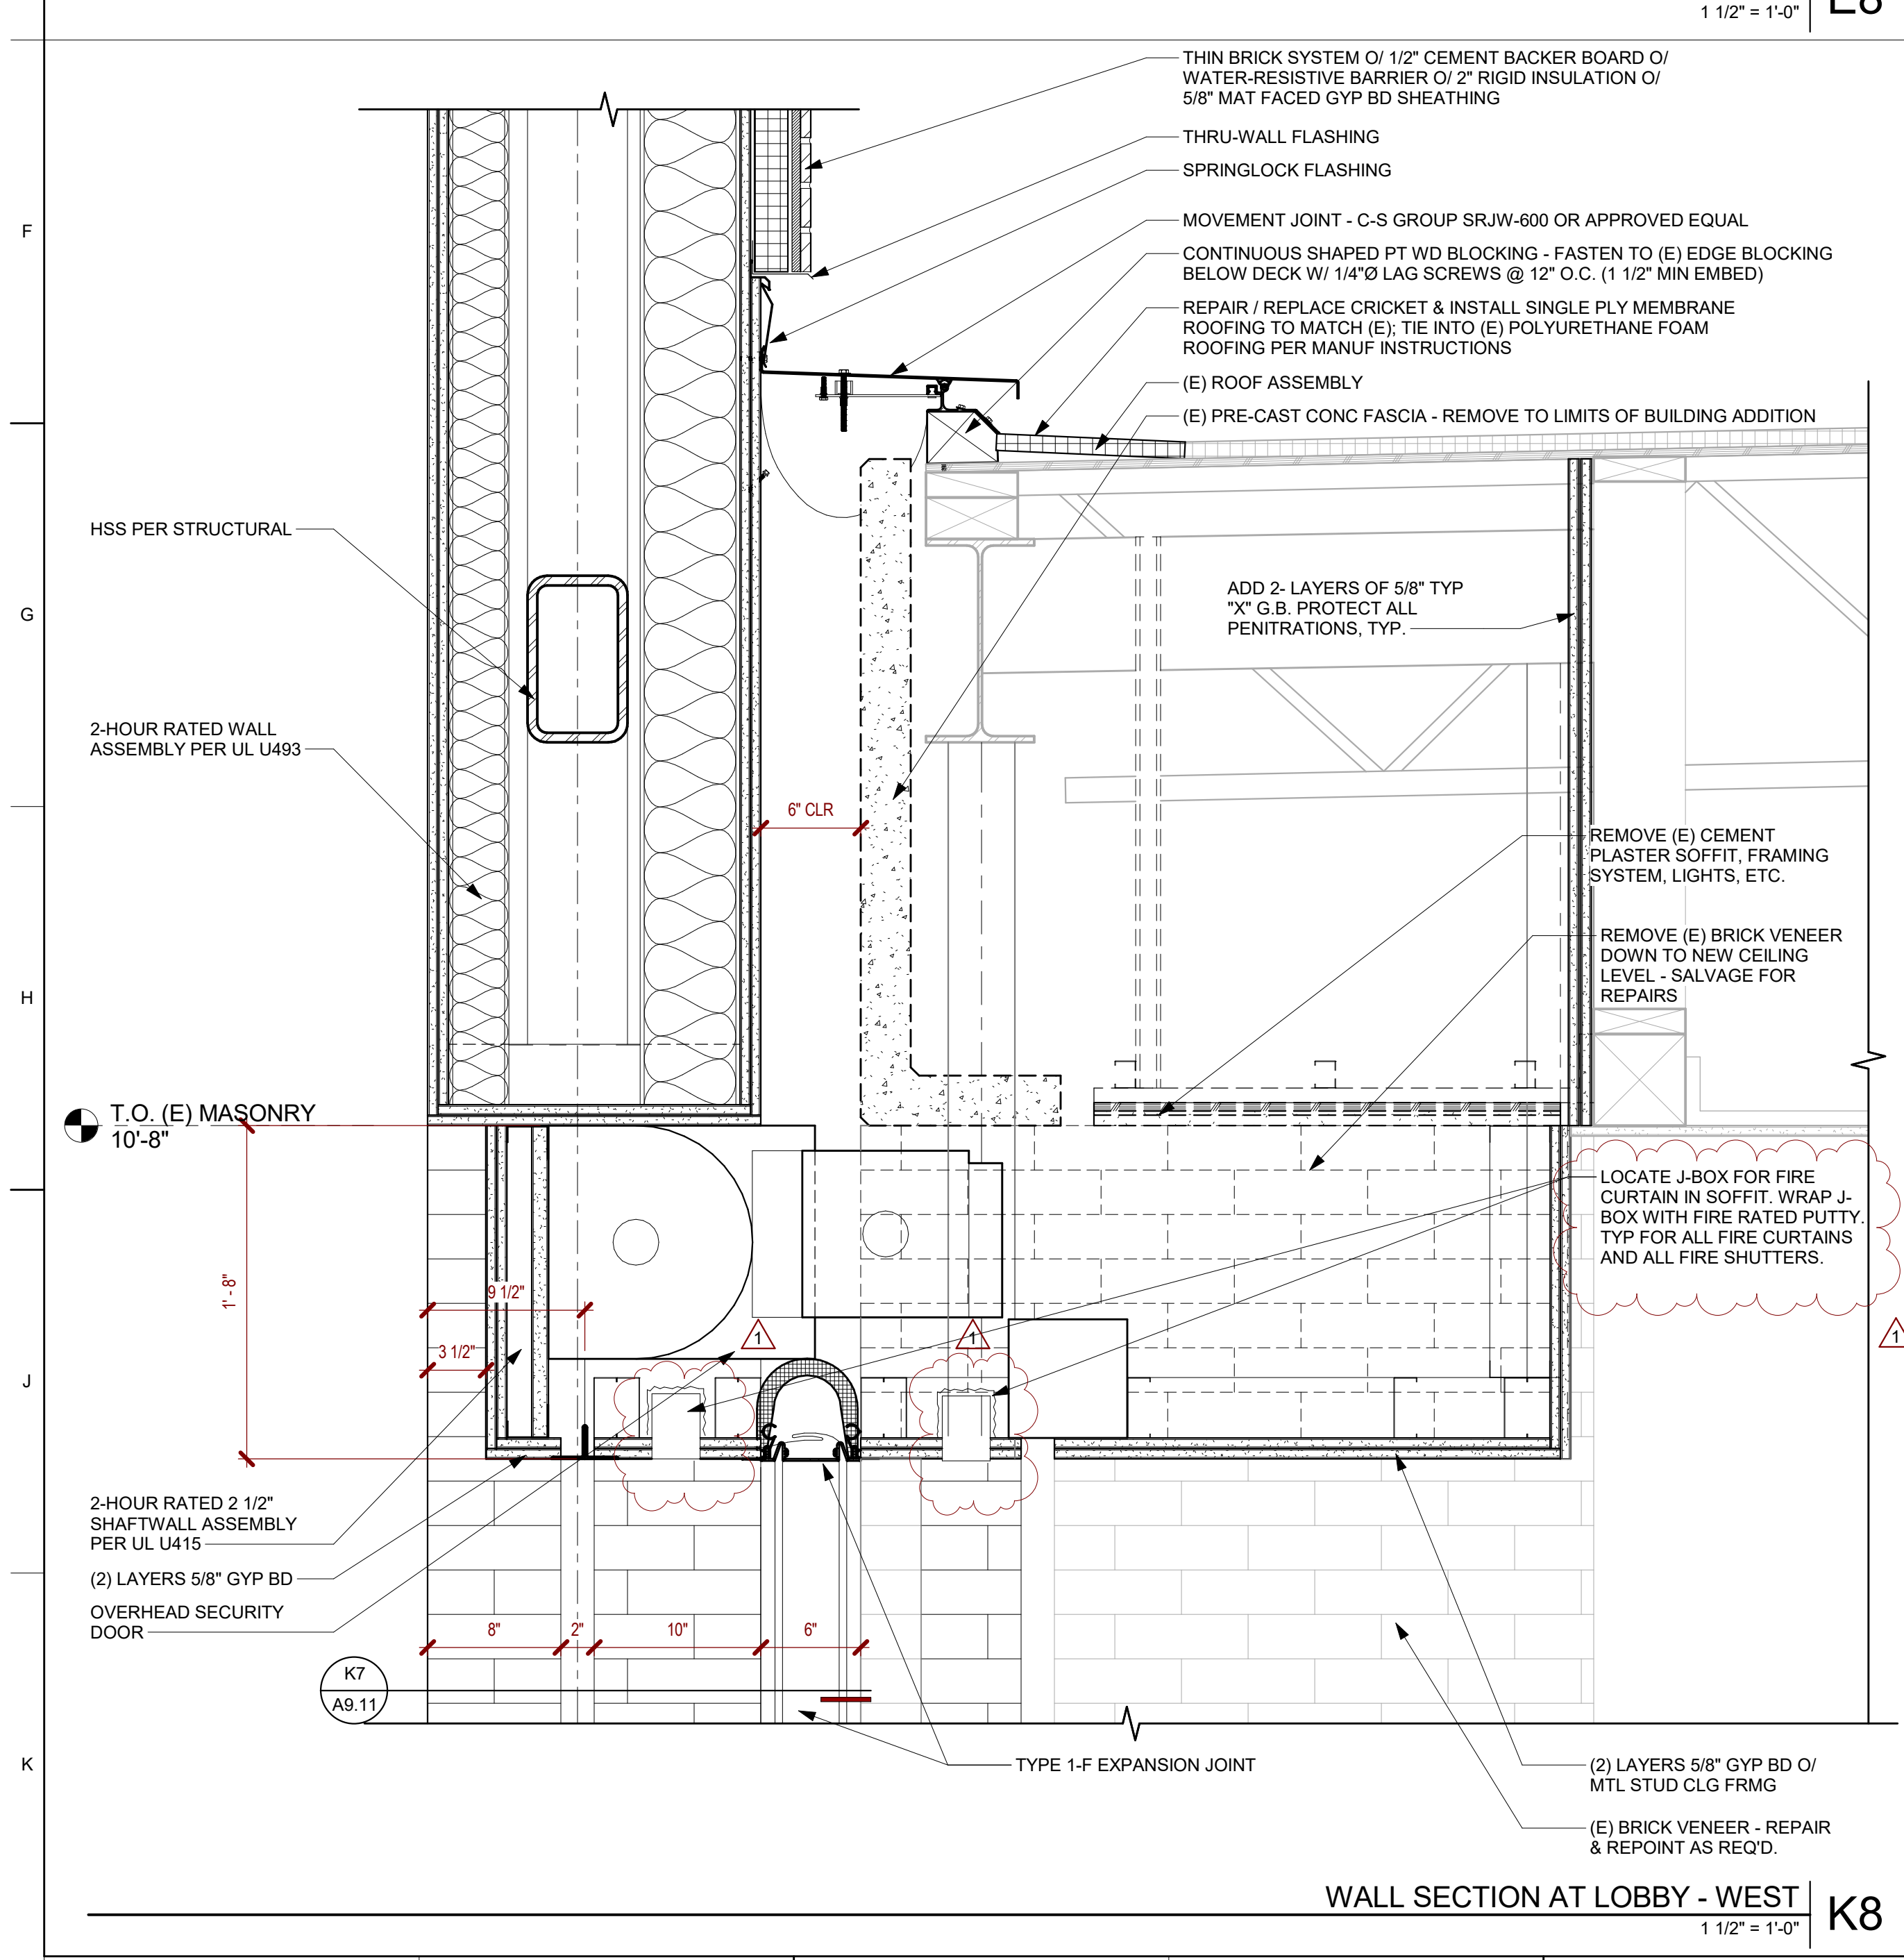 1 1/2" = 1'-0"
E8
THIN BRICK SYSTEM O/ 1/2" CEMENT BACKER BOARD O/
WATER-RESISTIVE BARRIER O/ 2" RIGID INSULATION O/
5/8" MAT FACED GYP BD SHEATHING
THRU-WALL FLASHING
SPRINGLOCK FLASHING
MOVEMENT JOINT - C-S GROUP SRJW-600 OR APPROVED EQUAL
CONTINUOUS SHAPED PT WD BLOCKING - FASTEN TO (E) EDGE BLOCKING
BELOW DECK W/ 1/4"Ø LAG SCREWS @ 12" O.C. (1 1/2" MIN EMBED)
REPAIR / REPLACE CRICKET & INSTALL SINGLE PLY MEMBRANE
ROOFING TO MATCH (E); TIE INTO (E) POLYURETHANE FOAM
ROOFING PER MANUF INSTRUCTIONS
(E) ROOF ASSEMBLY
(E) PRE-CAST CONC FASCIA - REMOVE TO LIMITS OF BUILDING ADDITION
F
G
H
J
K
HSS PER STRUCTURAL
ADD 2- LAYERS OF 5/8" TYP
"X" G.B. PROTECT ALL
PENITRATIONS, TYP.
2-HOUR RATED WALL
ASSEMBLY PER UL U493
6" CLR
REMOVE (E) CEMENT
PLASTER SOFFIT, FRAMING
SYSTEM, LIGHTS, ETC.
REMOVE (E) BRICK VENEER
DOWN TO NEW CEILING
LEVEL - SALVAGE FOR
REPAIRS
T.O. (E) MASONRY
10'-8"
LOCATE J-BOX FOR FIRE
CURTAIN IN SOFFIT. WRAP J-
BOX WITH FIRE RATED PUTTY.
TYP FOR ALL FIRE CURTAINS
AND ALL FIRE SHUTTERS.
1' - 8"
9 1/2"
3 1/2"
1
1
1
2-HOUR RATED 2 1/2"
SHAFTWALL ASSEMBLY
PER UL U415
(2) LAYERS 5/8" GYP BD
OVERHEAD SECURITY
DOOR
8"
2"
10"
6"
K7
A9.11
TYPE 1-F EXPANSION JOINT
(2) LAYERS 5/8" GYP BD O/
MTL STUD CLG FRMG
(E) BRICK VENEER - REPAIR
& REPOINT AS REQ'D.
WALL SECTION AT LOBBY - WEST
1 1/2" = 1'-0"
K8